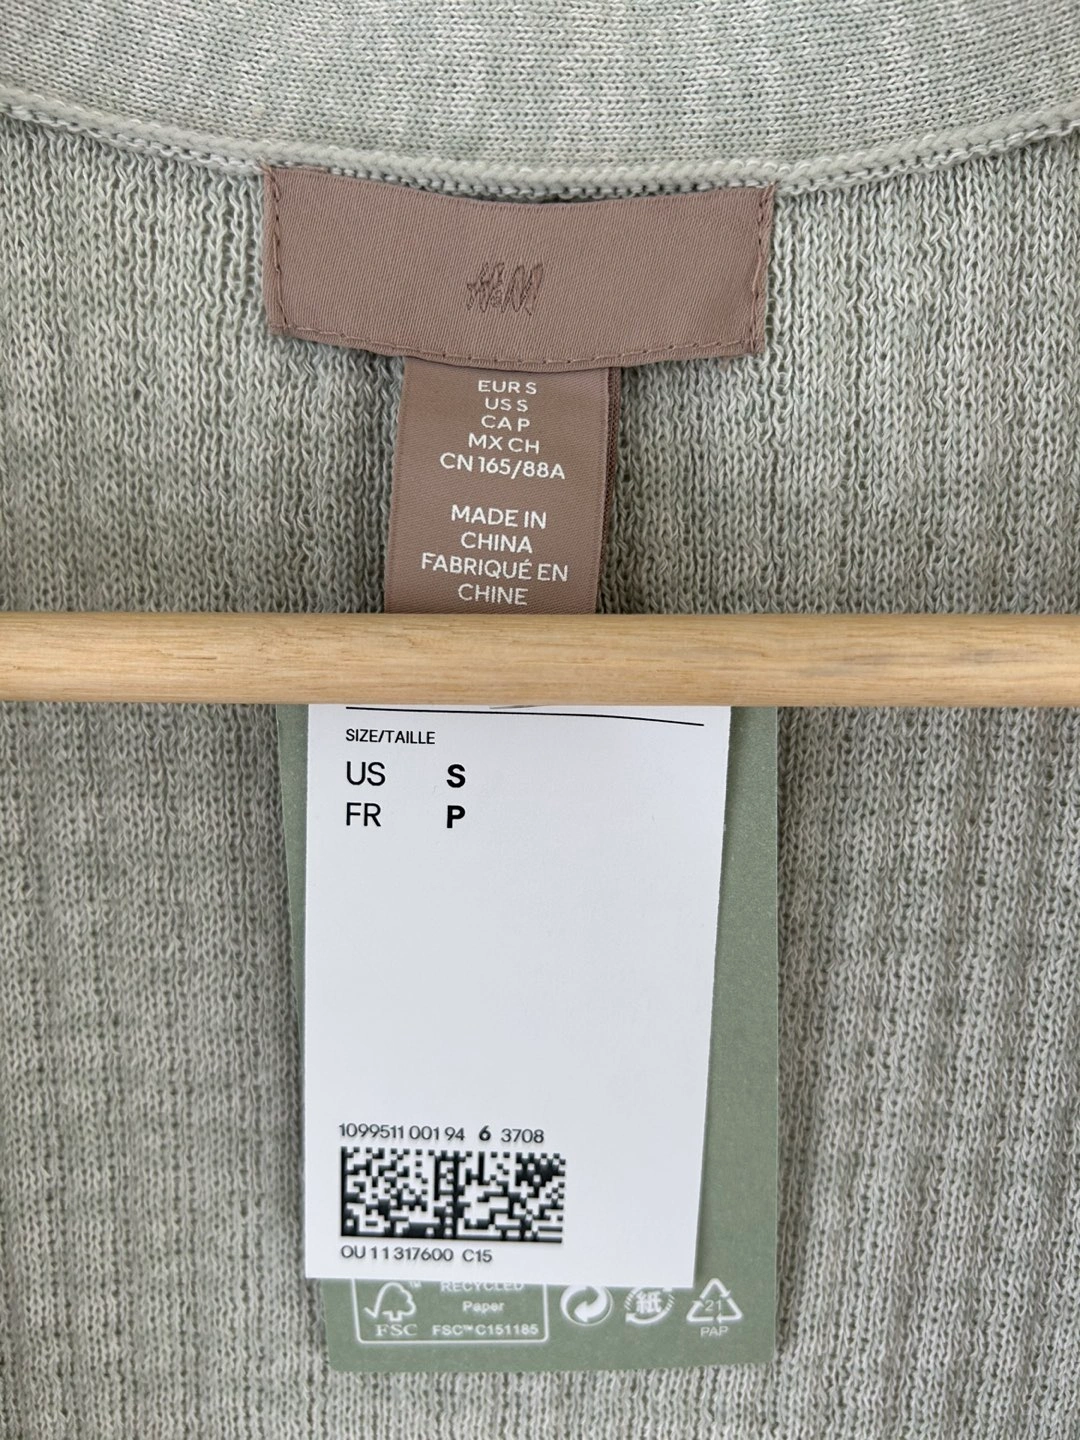 H&M
EUR S
US S
CA P
MX CH
CN 165/88A
MADE IN
CHINA
FABRIQUÉ EN
CHINE
SIZE/TAILLE
US S
FR P
1099511 001 94 6 3708
OU 11 317600 C15
RECYCLED
Paper
FSC™ C151185
FSC
紙
21
PAP